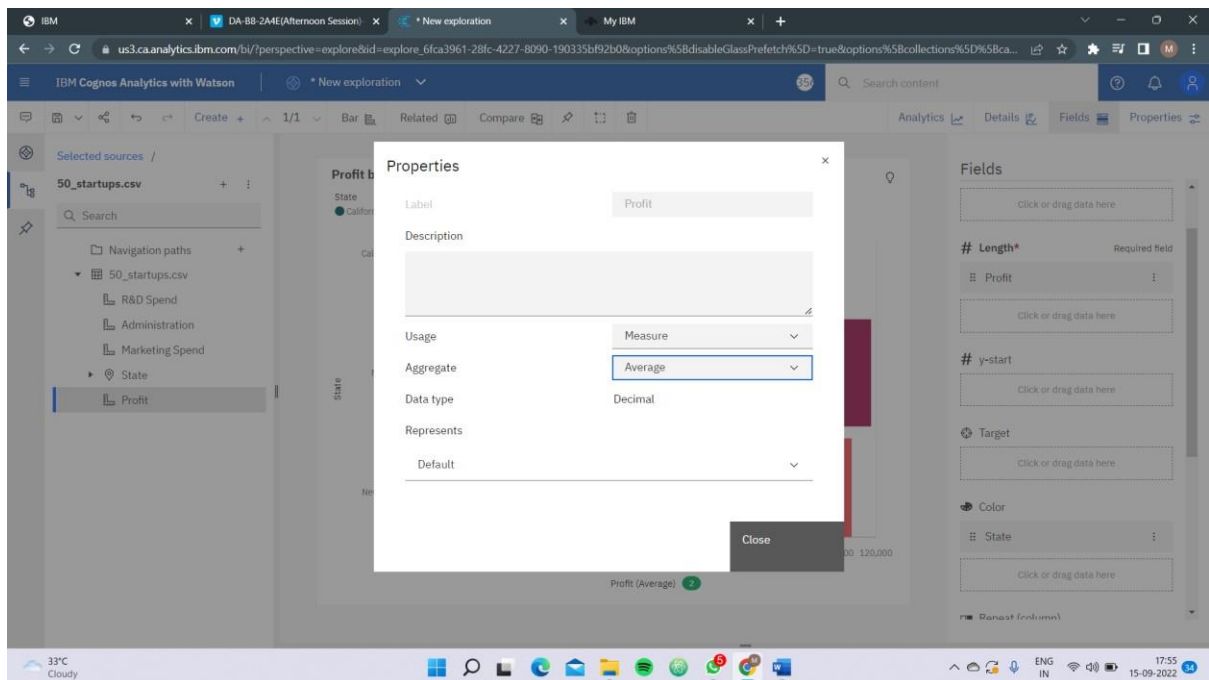 IBM
DA-BB-2A4E(Afternoon Session)
* New exploration
My IBM
us3.ca.analytics.ibm.com/bi/?perspective=explore&id=explore_6fca3961-28fc-4227-8090-190335bf92b0&options%5BdisableGlassPrefetch%5D=true&options%5Bcollections%5D%5Bca...
IBM Cognos Analytics with Watson
* New exploration
Search content
Create +
1/1
Bar
Related
Compare
Analytics
Details
Fields
Properties
Selected sources /
50_startups.csv
Search
Navigation paths
50_startups.csv
R&D Spend
Administration
Marketing Spend
State
Profit
Profit b
State
Califor
Cal
State
Ne
00 120,000
Profit (Average) 2
Properties
Label
Profit
Description
Usage
Measure
Aggregate
Average
Data type
Decimal
Represents
Default
Close
Fields
Click or drag data here
# Length*
Required field
Profit
Click or drag data here
# y-start
Click or drag data here
Target
Click or drag data here
Color
State
Click or drag data here
Repeat (column)
33°C
Cloudy
5
ENG
IN
17:55
15-09-2022
34